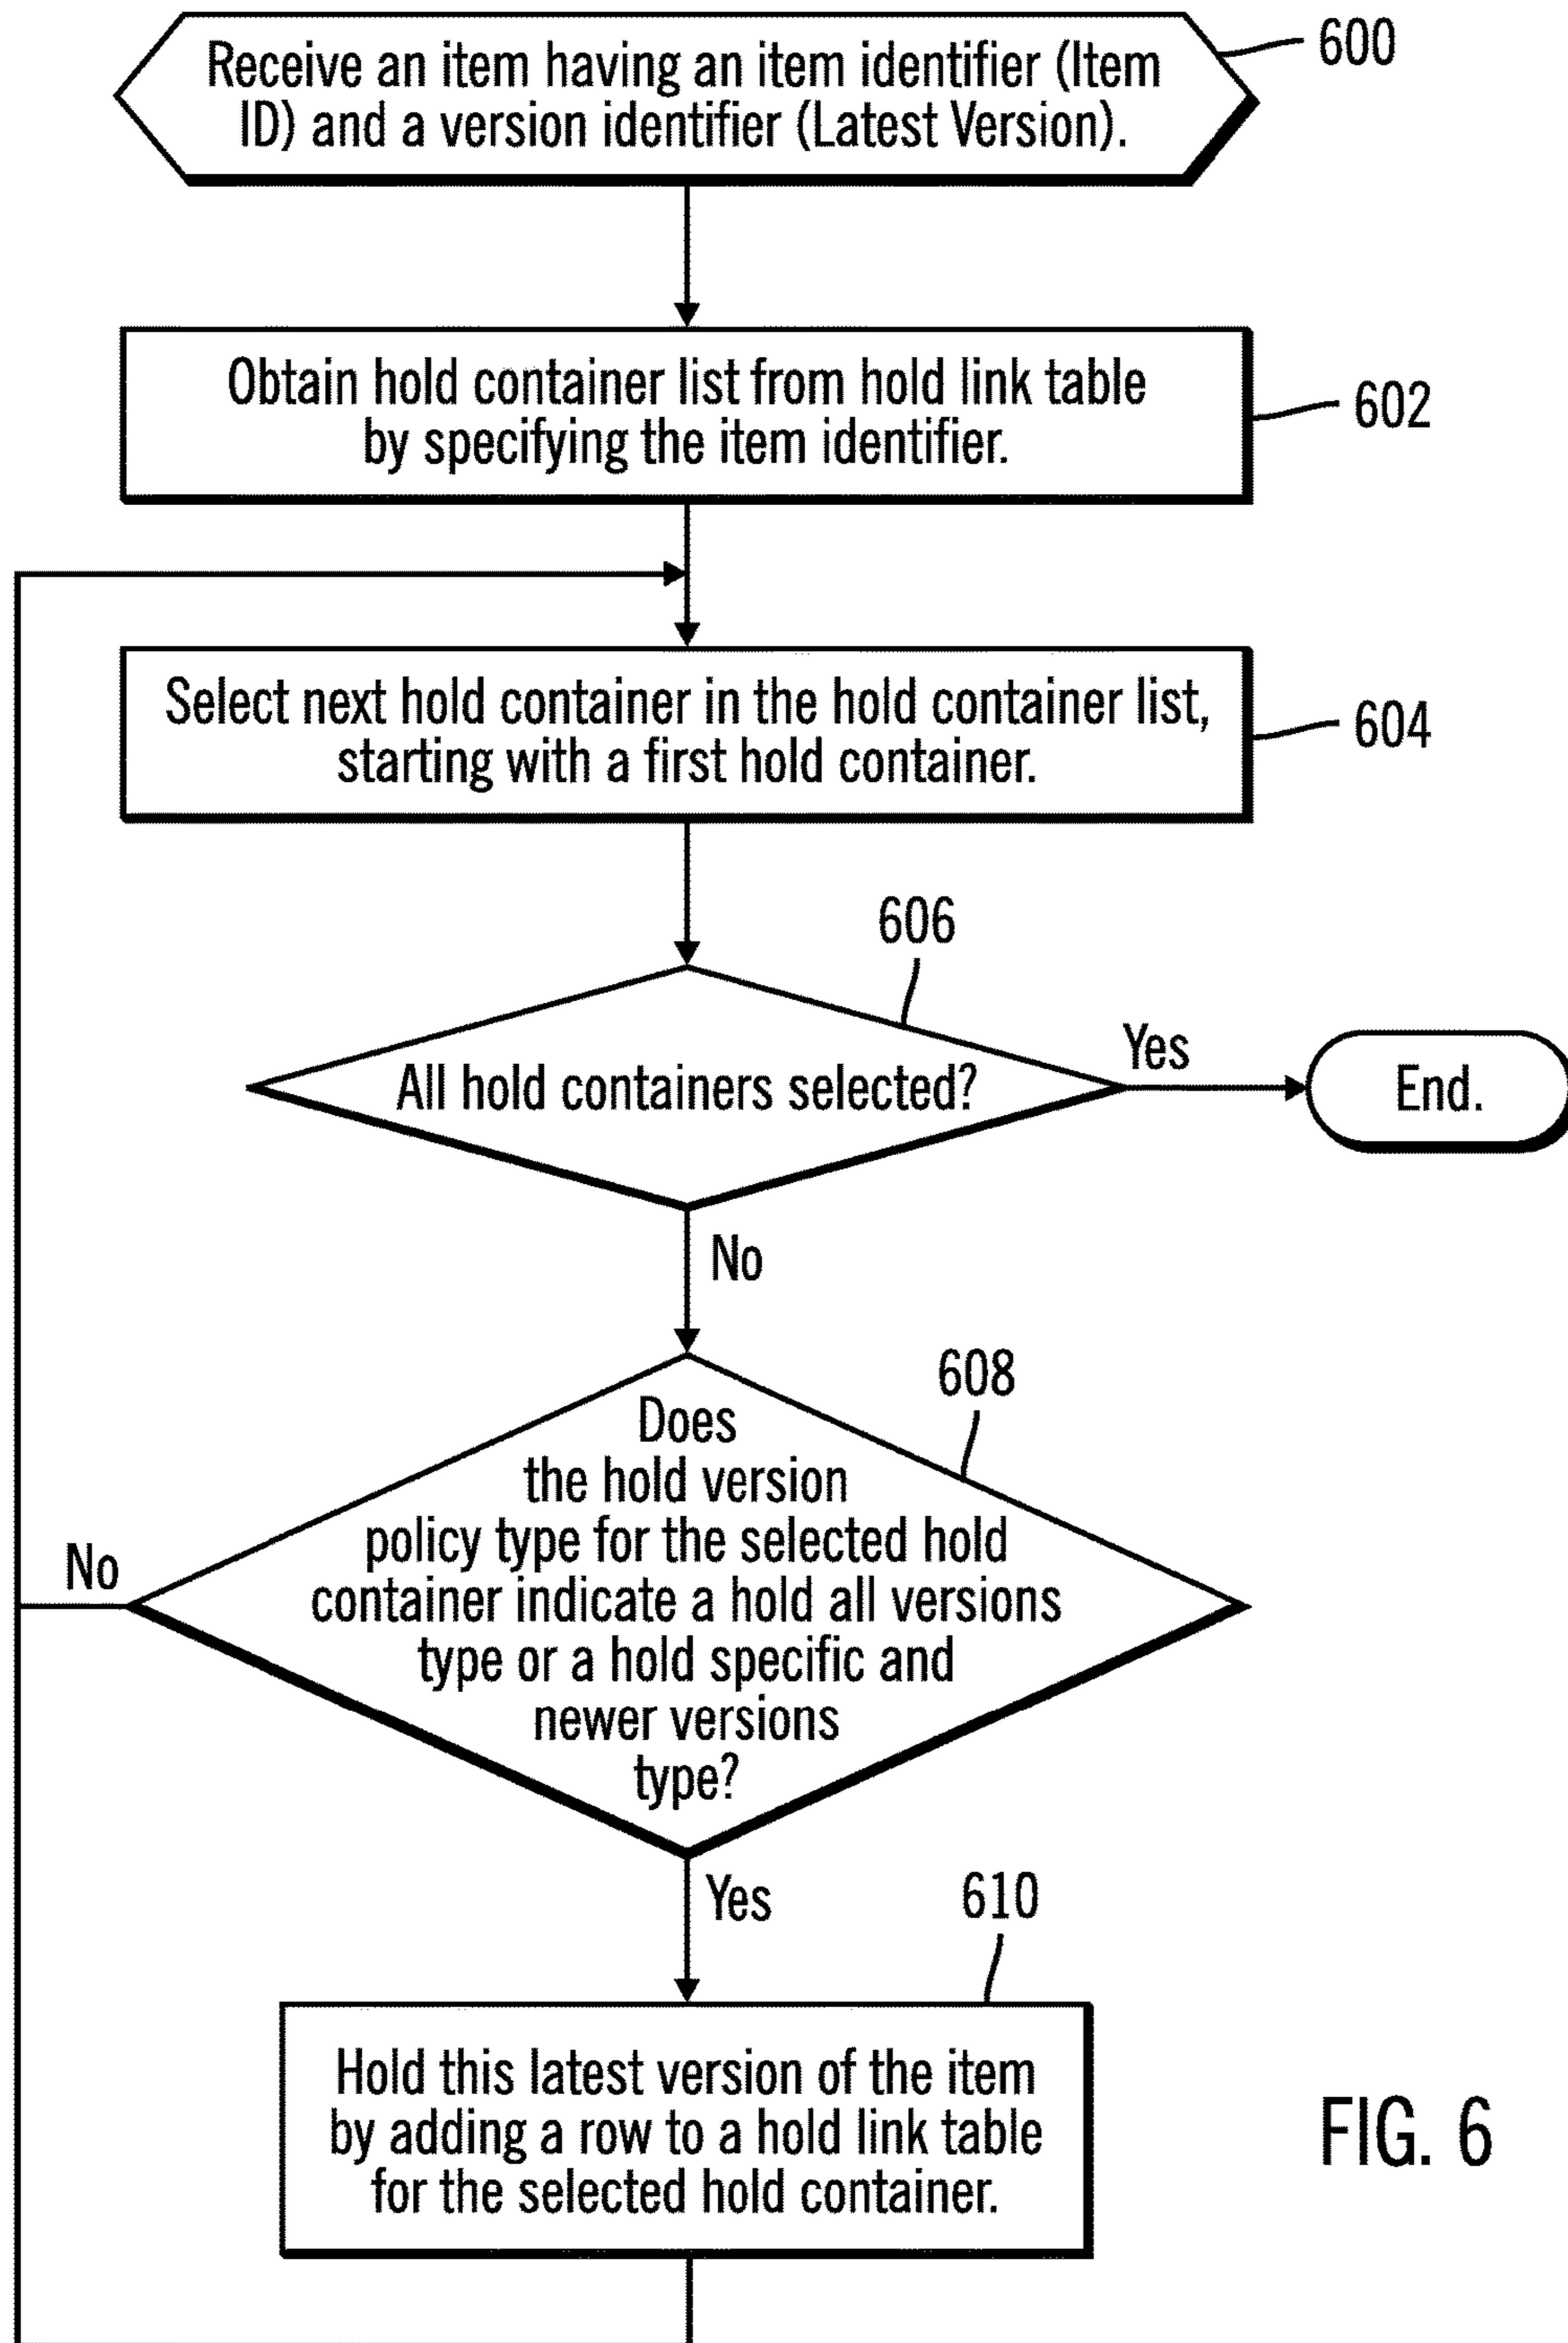 Receive an item having an item identifier (Item
ID) and a version identifier (Latest Version).
600
Obtain hold container list from hold link table
by specifying the item identifier.
602
Select next hold container in the hold container list,
starting with a first hold container.
604
606
All hold containers selected?
Yes
End.
No
608
Does
the hold version
policy type for the selected hold
container indicate a hold all versions
type or a hold specific and
newer versions
type?
No
Yes
610
Hold this latest version of the item
by adding a row to a hold link table
for the selected hold container.
FIG. 6